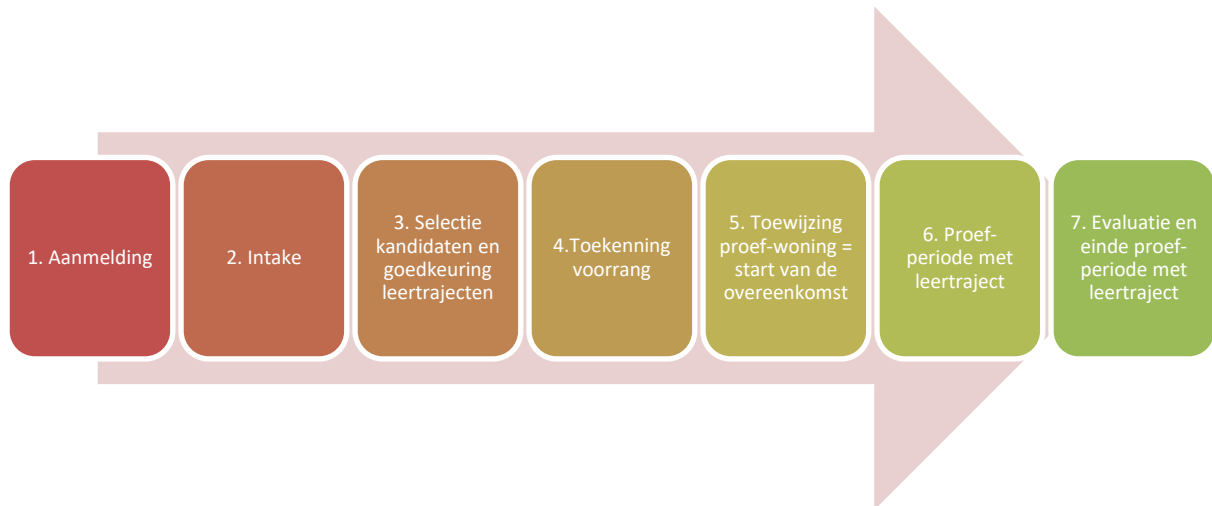 1. Aanmelding
2. Intake
3. Selectie
kandidaten en
goedkeuring
leertrajecten
4.Toekenning
voorrang
5. Toewijzing
proef-woning =
start van de
overeenkomst
6. Proef-
periode met
leertraject
7. Evaluatie en
einde proef-
periode met
leertraject